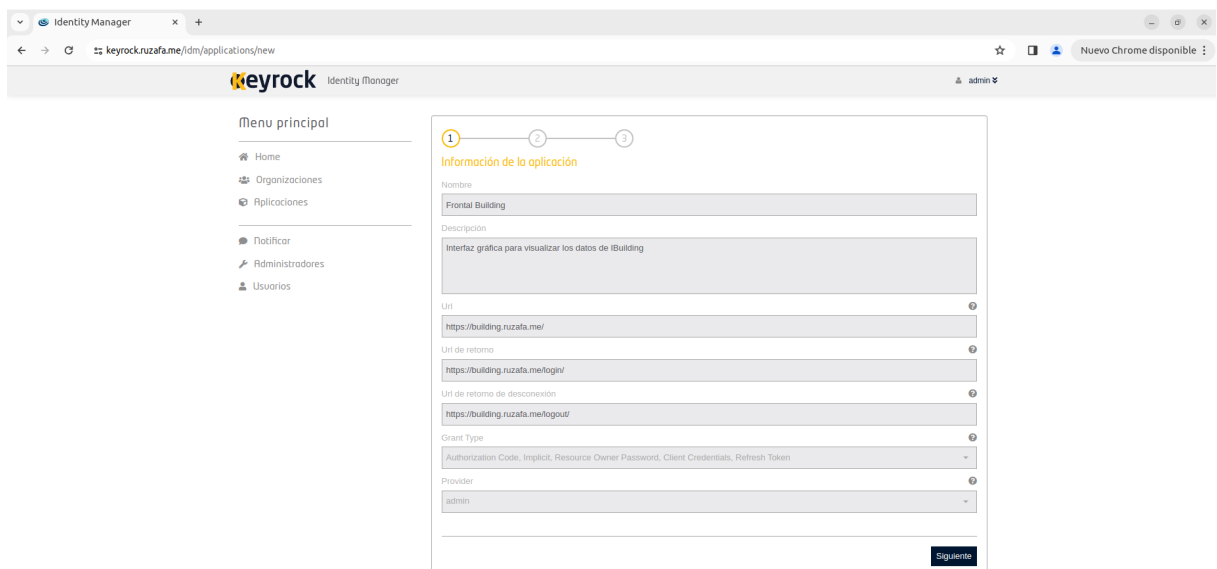 Identity Manager
keyrock.ruzafa.me/idm/applications/new
Nuevo Chrome disponible
Keyrock Identity Manager
admin
Menu principal
Home
Organizaciones
Aplicaciones
Notificar
Administradores
Usuarios
1 2 3
Información de la aplicación
Nombre
Frontal Building
Descripción
Interfaz gráfica para visualizar los datos de IBuilding
Url
https://building.ruzafa.me/
Url de retorno
https://building.ruzafa.me/login/
Url de retorno de desconexión
https://building.ruzafa.me/logout/
Grant Type
Authorization Code, Implicit, Resource Owner Password, Client Credentials, Refresh Token
Provider
admin
Siguiente